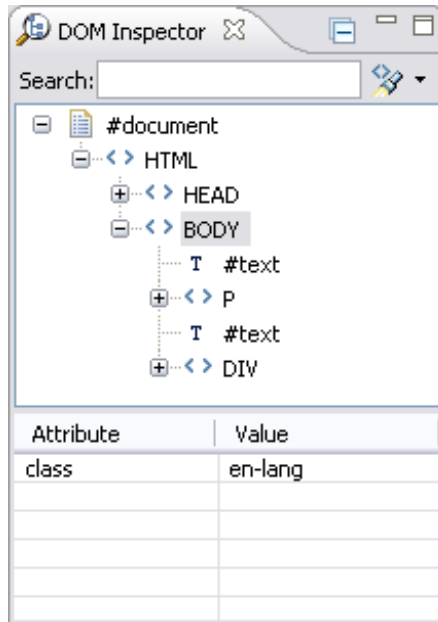 DOM Inspector
Search:
#document
HTML
HEAD
BODY
T #text
P
T #text
DIV
Attribute Value
class en-lang